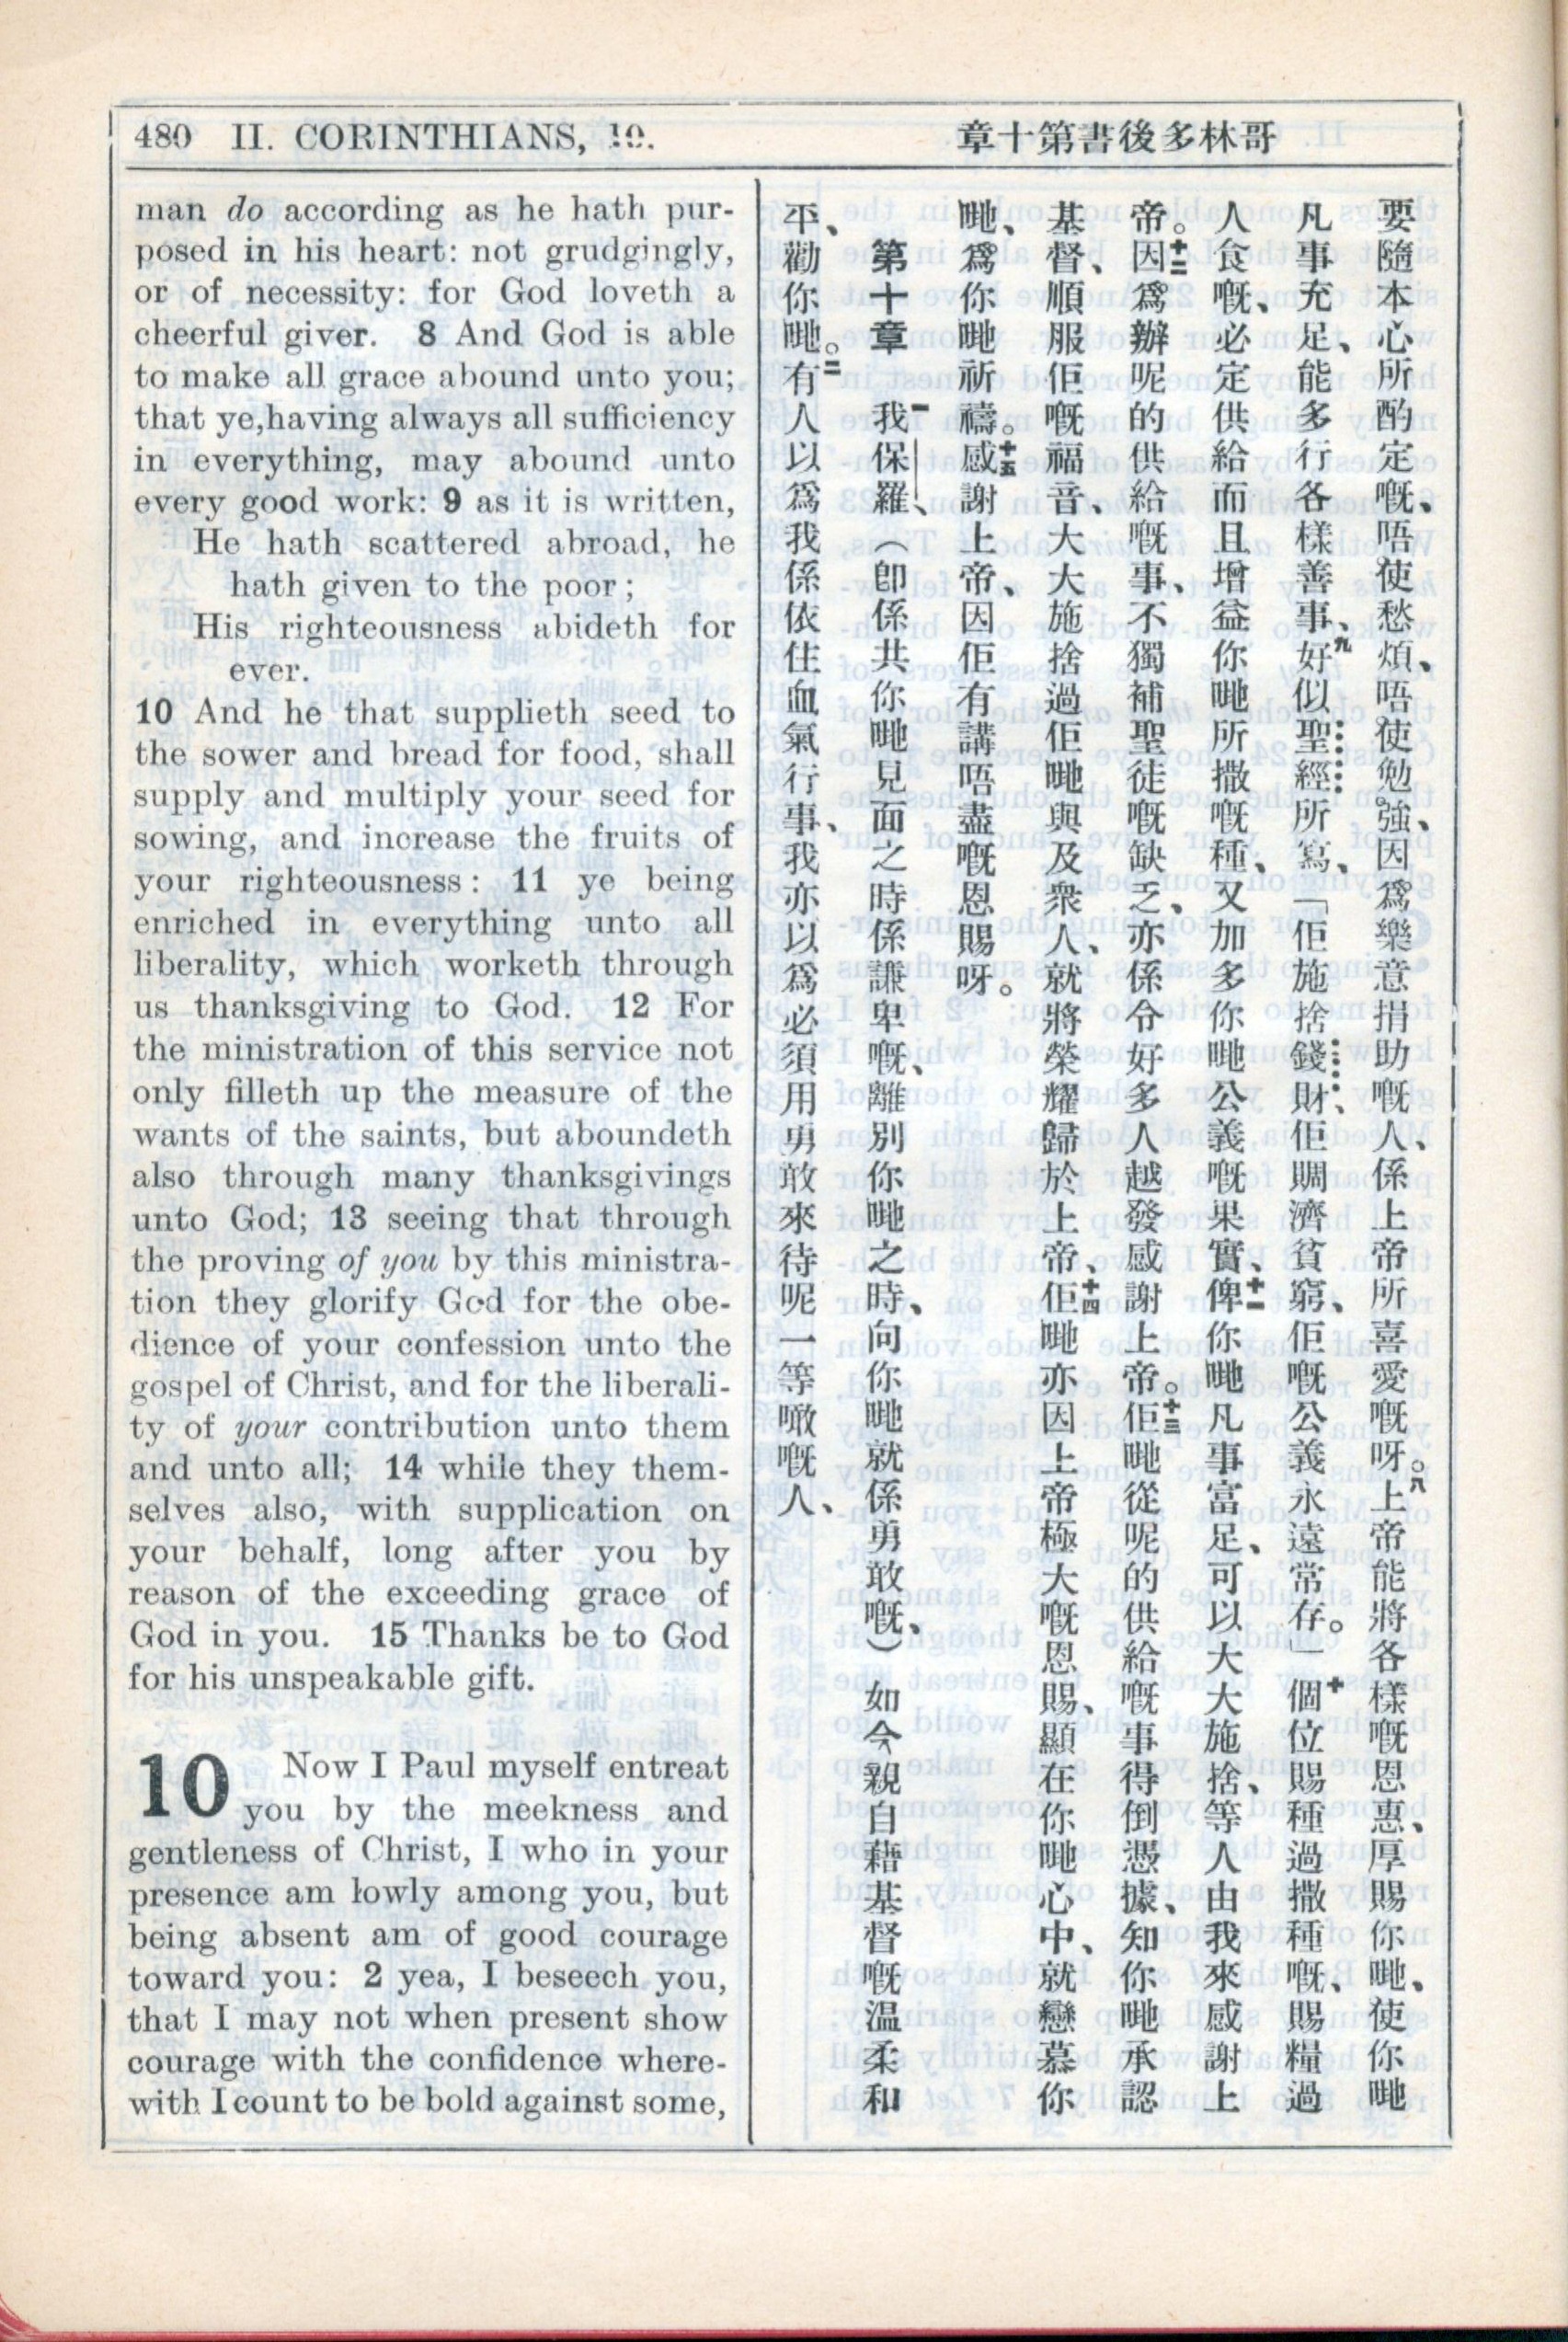 480 II. CORINTHIANS, 10.
哥林多後書第十章
man do according as he hath pur-
posed in his heart: not grudgingly,
or of necessity: for God loveth a
cheerful giver. 8 And God is able
to make all grace abound unto you;
that ye,having always all sufficiency
in everything, may abound unto
every good work: 9 as it is written,
He hath scattered abroad, he
hath given to the poor;
His righteousness abideth for
ever.
10 And he that supplieth seed to
the sower and bread for food, shall
supply and multiply your seed for
sowing, and increase the fruits of
your righteousness: 11 ye being
enriched in everything unto all
liberality, which worketh through
us thanksgiving to God. 12 For
the ministration of this service not
only filleth up the measure of the
wants of the saints, but aboundeth
also through many thanksgivings
unto God; 13 seeing that through
the proving of you by this ministra-
tion they glorify God for the obe-
dience of your confession unto the
gospel of Christ, and for the liberali-
ty of your contribution unto them
and unto all; 14 while they them-
selves also, with supplication on
your behalf, long after you by
reason of the exceeding grace of
God in you. 15 Thanks be to God
for his unspeakable gift.
10 Now I Paul myself entreat
you by the meekness and
gentleness of Christ, I who in your
presence am lowly among you, but
being absent am of good courage
toward you: 2 yea, I beseech you,
that I may not when present show
courage with the confidence where-
with I count to be bold against some,
要隨本心所酌定嘅、唔使愁煩、唔使勉強、因爲樂意捐助嘅人、係上帝所喜愛嘅呀。八上帝能將各樣嘅恩惠、厚賜你哋、使你哋
凡事充足、能多行各樣善事、九好似聖經所寫、「佢施捨錢財、佢賙濟貧窮、佢嘅公義永遠常存。」十個位賜種過撒種嘅、賜糧過
人食嘅、必定供給而且增益你哋所撒嘅種、又加多你哋公義嘅果實、十一俾你哋凡事富足、可以大大施捨、等人由我來感謝上
帝。十二因爲辦呢的供給嘅事、不獨補聖徒嘅缺乏、亦係令好多人越發感謝上帝。十三佢哋從呢的供給嘅事得倒憑據、知你哋承認
基督、順服佢嘅福音、大大施捨過佢哋與及衆人、就將榮耀歸於上帝、十四佢哋亦因上帝極大嘅恩賜、顯在你哋心中、就戀慕你
哋、爲你哋祈禱。十五感謝上帝、因佢有講唔盡嘅恩賜呀。
第十章 一我保羅、（卽係共你哋見面之時係謙卑嘅、離別你哋之時、向你哋就係勇敢嘅、）如今親自藉基督嘅溫柔和
平、勸你哋。二有人以爲我係依住血氣行事、我亦以爲必須用勇敢來待呢一等噉嘅人、